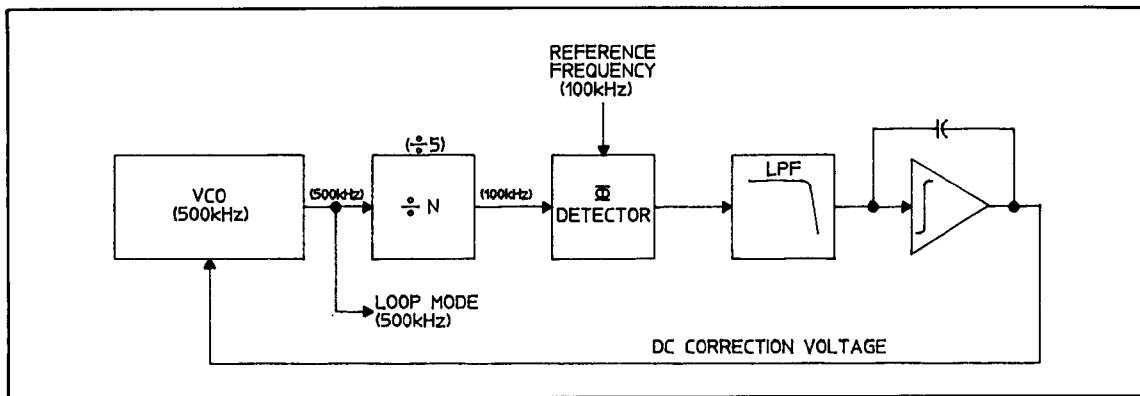 REFERENCE
FREQUENCY
(100kHz)
(÷5)
VCO
(500kHz)
(500kHz)
÷ N
(100kHz)
Φ
DETECTOR
LPF
∫
LOOP MODE
(500kHz)
DC CORRECTION VOLTAGE